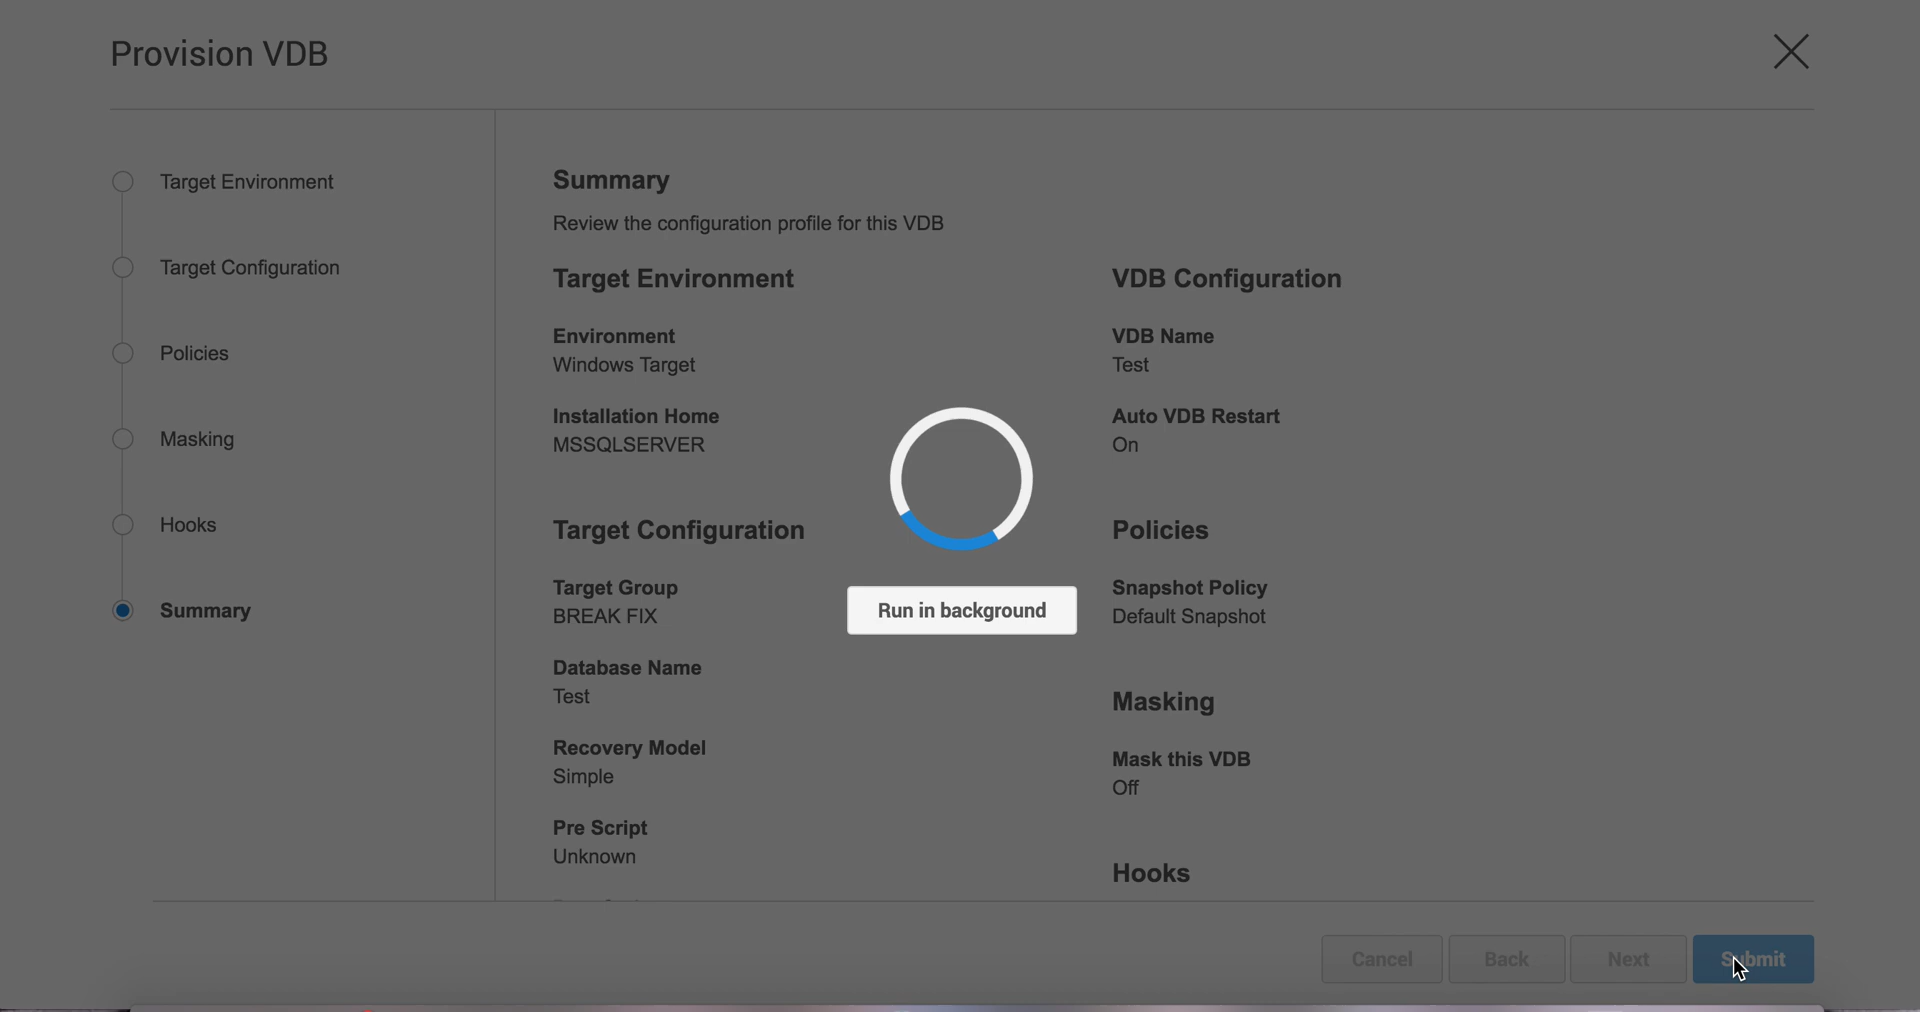 Provision VDB
Target Environment
Target Configuration
Policies
Masking
Hooks
Summary
Summary
Review the configuration profile for this VDB
Target Environment
Environment
Windows Target
Installation Home
MSSQLSERVER
Target Configuration
Target Group
BREAK FIX
Database Name
Test
Recovery Model
Simple
Pre Script
Unknown
VDB Configuration
VDB Name
Test
Auto VDB Restart
On
Policies
Snapshot Policy
Default Snapshot
Masking
Mask this VDB
Off
Hooks
Run in background
Cancel
Back
Next
Submit